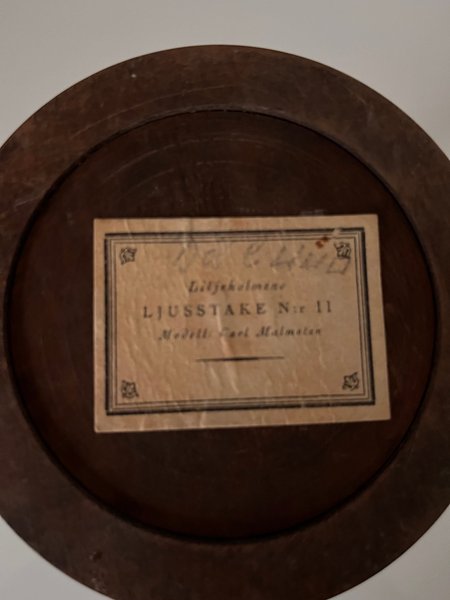 Liljeholmens
LJUSSTAKE N:r 11
Modell: Carl Malmsten